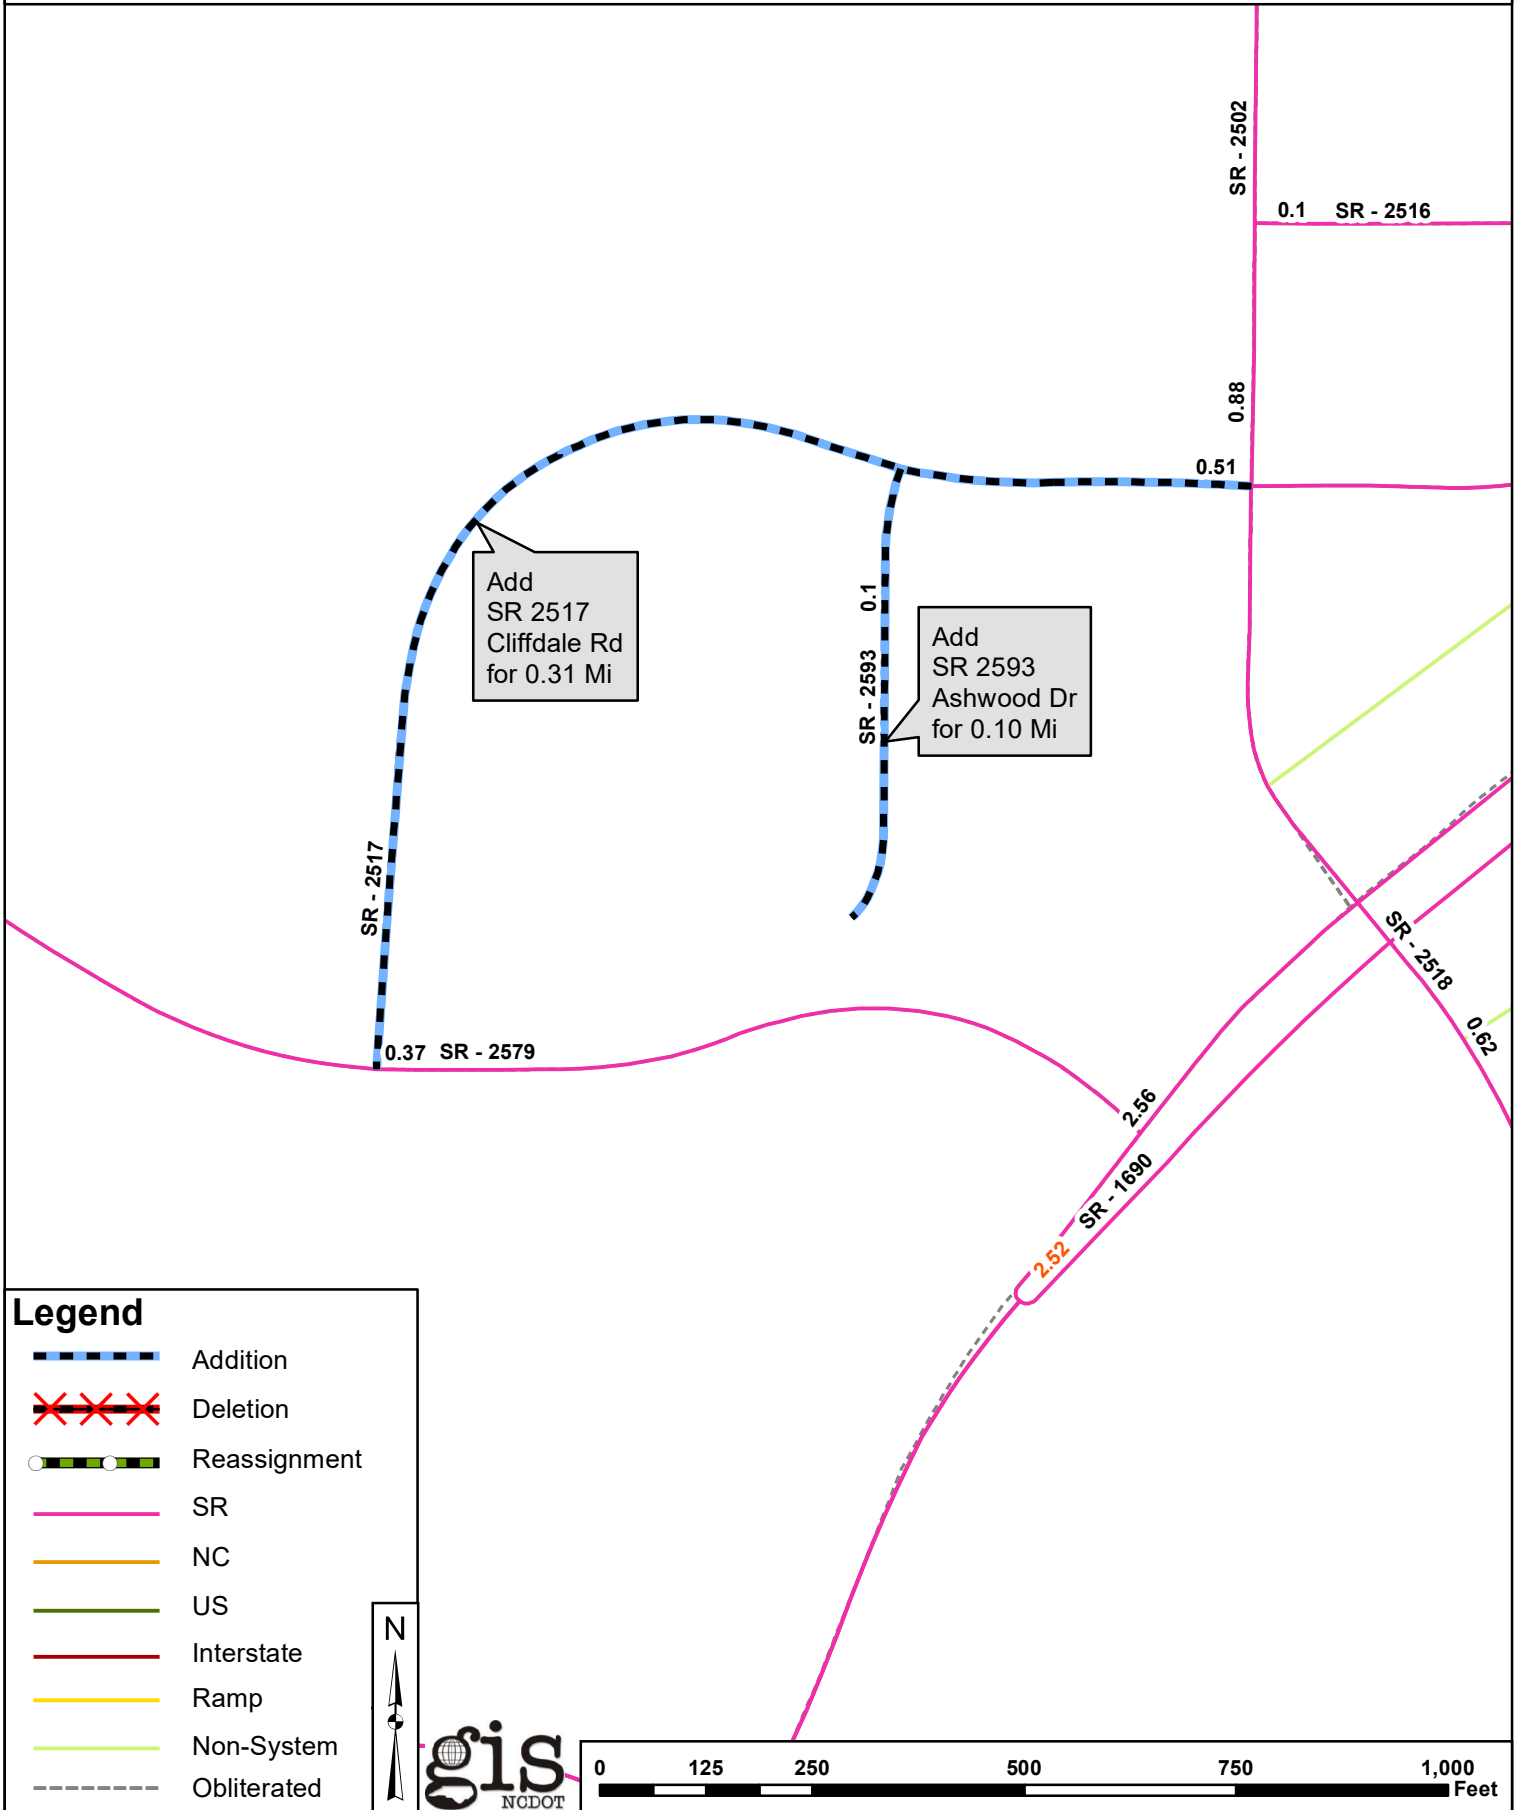 SR - 2502
0.1 SR - 2516
0.88
0.51
Add
SR 2517
Cliffdale Rd
for 0.31 Mi
0.1
SR - 2593
Add
SR 2593
Ashwood Dr
for 0.10 Mi
SR - 2517
SR - 2518
0.62
0.37 SR - 2579
2.56
SR - 1690
2.52
Legend
Addition
Deletion
Reassignment
SR
NC
US
Interstate
Ramp
Non-System
Obliterated
N
gis
NCDOT
0 125 250 500 750 1,000
Feet